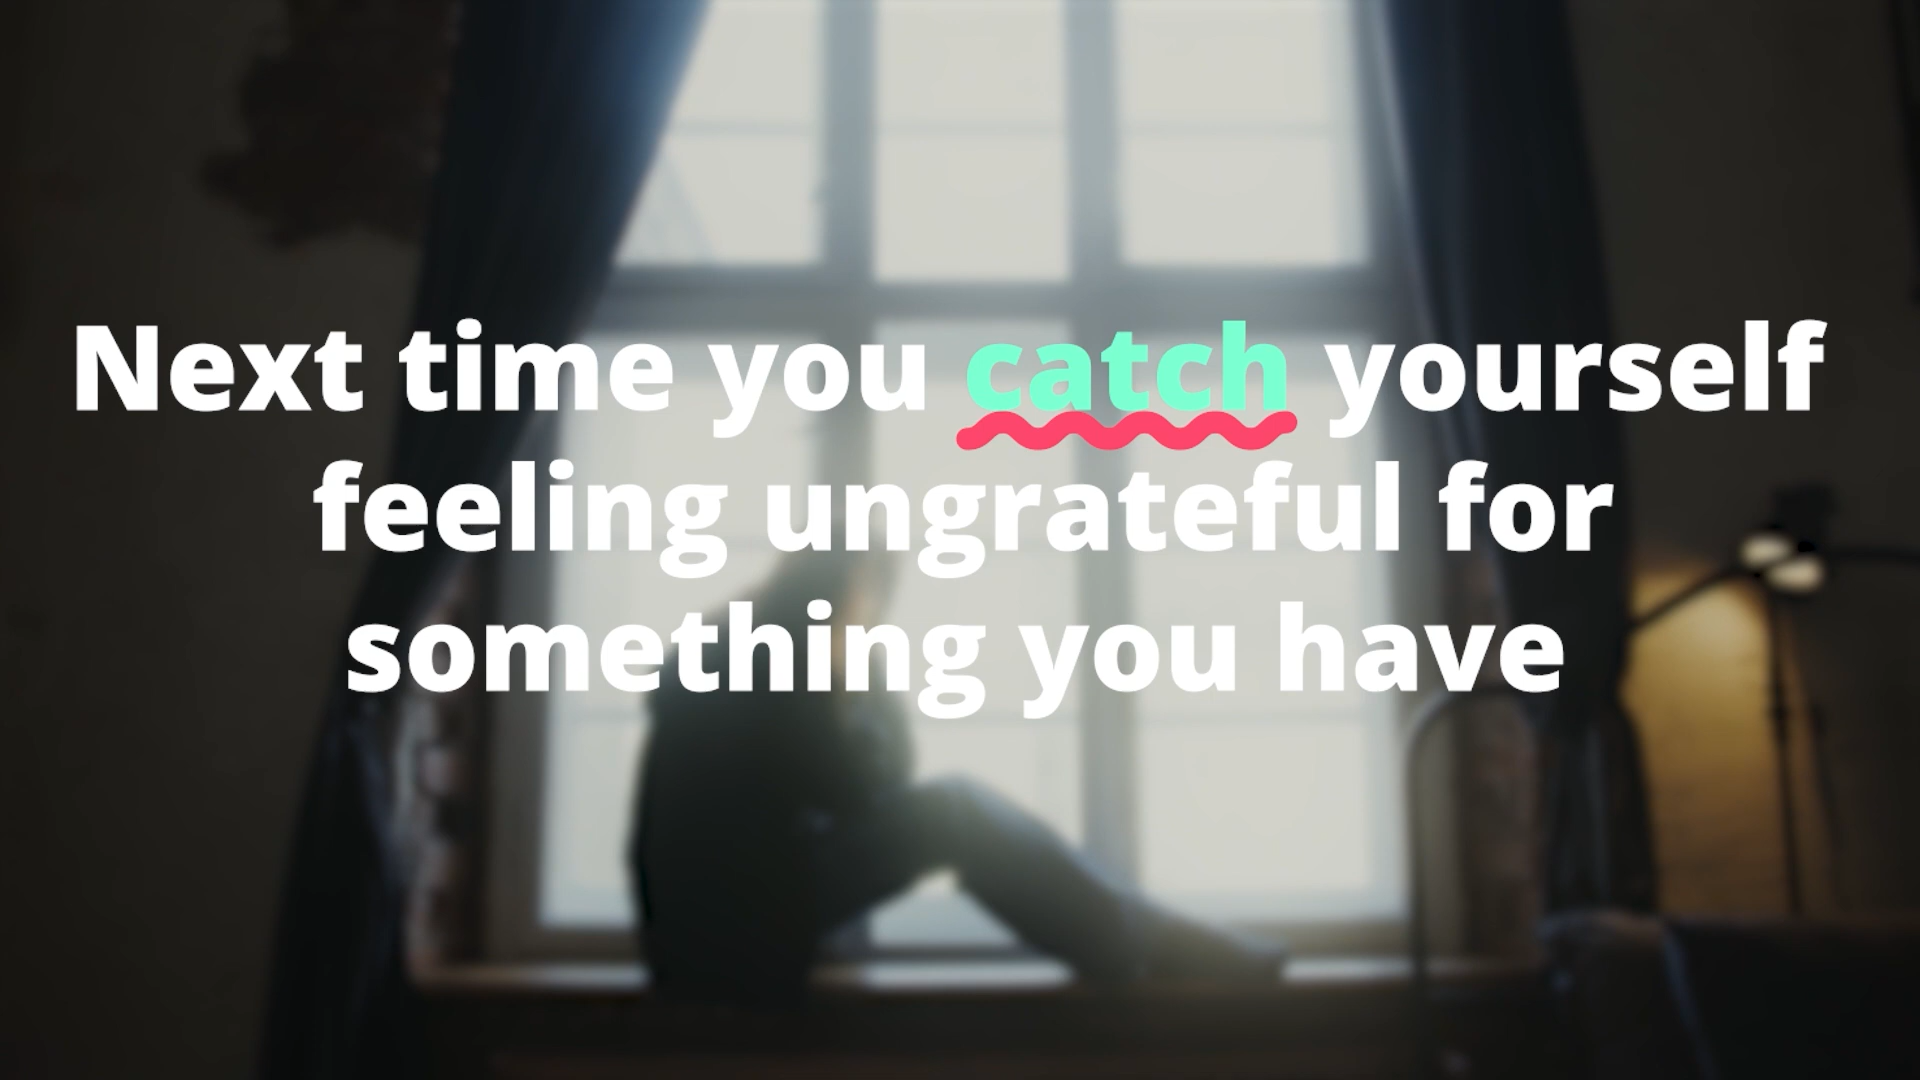 Next time you catch yourself
feeling ungrateful for
something you have